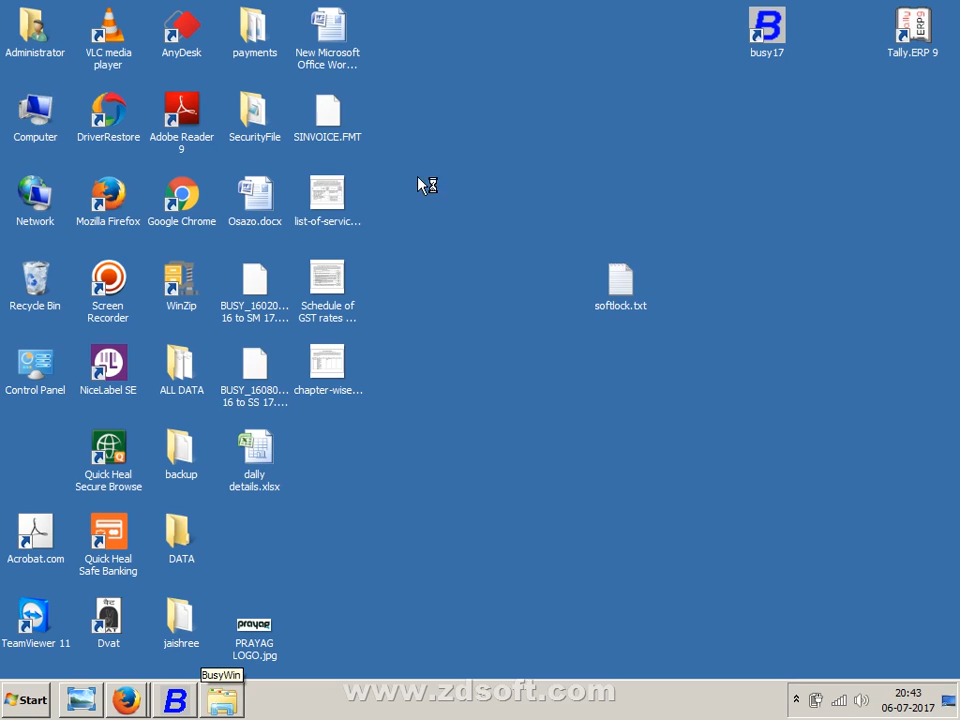 Administrator
VLC media
player
AnyDesk
payments
New Microsoft
Office Wor...
busy17
Tally.ERP 9
Computer
DriverRestore
Adobe Reader
9
SecurityFile
SINVOICE.FMT
Network
Mozilla Firefox
Google Chrome
Osazo.docx
list-of-servic...
Recycle Bin
Screen
Recorder
WinZip
BUSY_16020...
16 to SM 17....
Schedule of
GST rates ...
softlock.txt
Control Panel
NiceLabel SE
ALL DATA
BUSY_16080...
16 to SS 17....
chapter-wise...
Quick Heal
Secure Browse
backup
dally
details.xlsx
Acrobat.com
Quick Heal
Safe Banking
DATA
TeamViewer 11
Dvat
jaishree
prayag
PRAYAG
LOGO.jpg
BusyWin
Start
www.zdsoft.com
20:43
06-07-2017